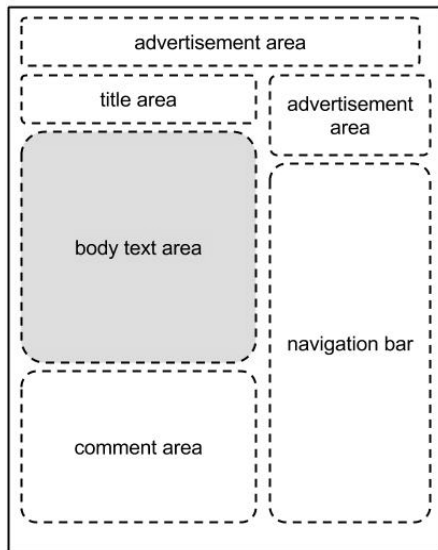 advertisement area
title area
advertisement
area
body text area
navigation bar
comment area